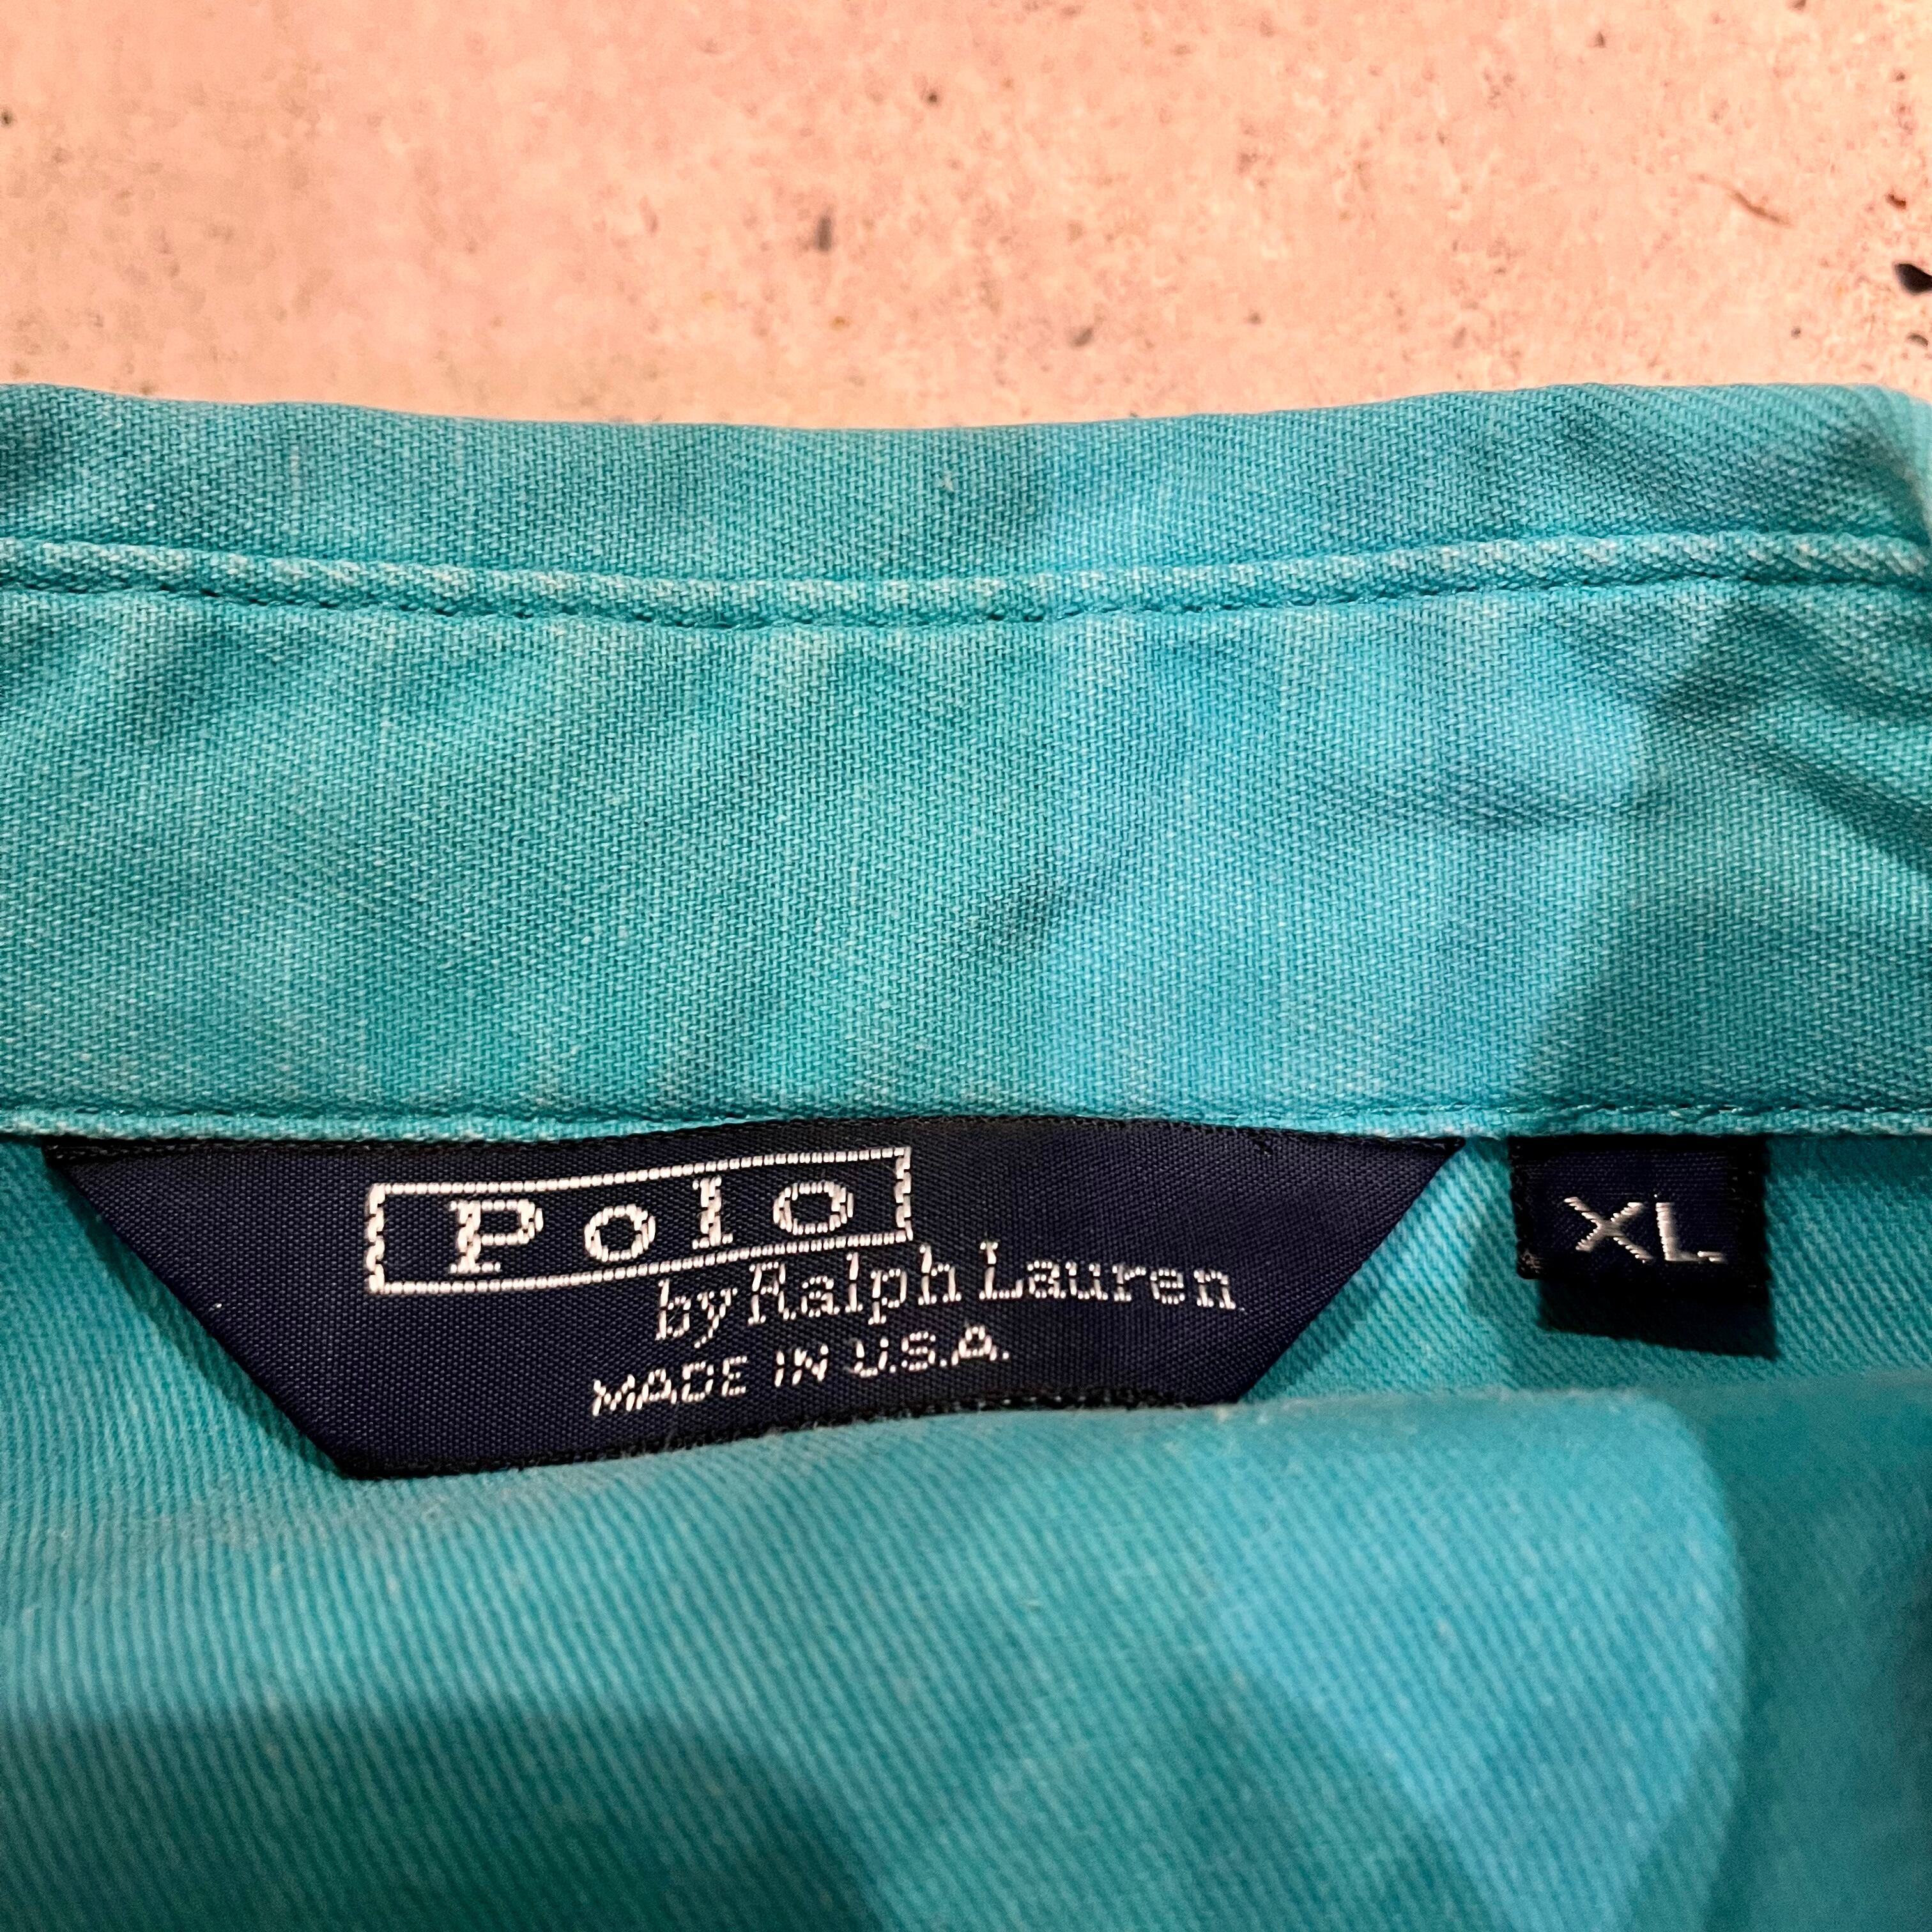 Polo
by Ralph Lauren
MADE IN U.S.A.
XL